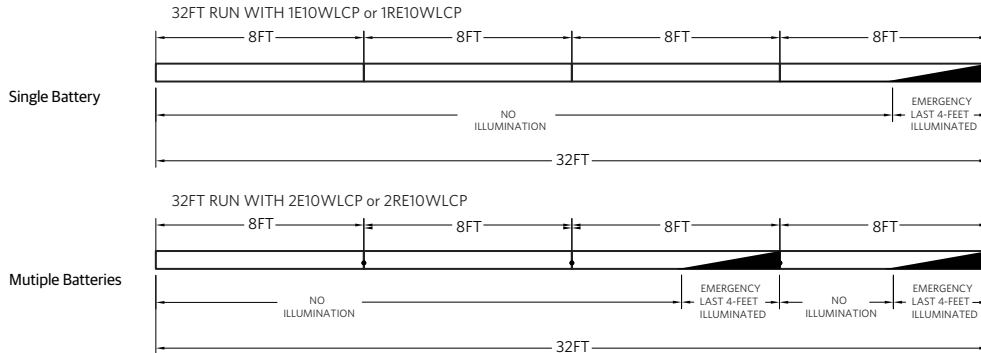 32FT RUN WITH 1E10WLCP or 1RE10WLCP
8FT 8FT 8FT 8FT
Single Battery
NO
ILLUMINATION
EMERGENCY
LAST 4-FEET
ILLUMINATED
32FT
32FT RUN WITH 2E10WLCP or 2RE10WLCP
8FT 8FT 8FT 8FT
Mutiple Batteries
NO
ILLUMINATION
EMERGENCY
LAST 4-FEET
ILLUMINATED
NO
ILLUMINATION
EMERGENCY
LAST 4-FEET
ILLUMINATED
32FT